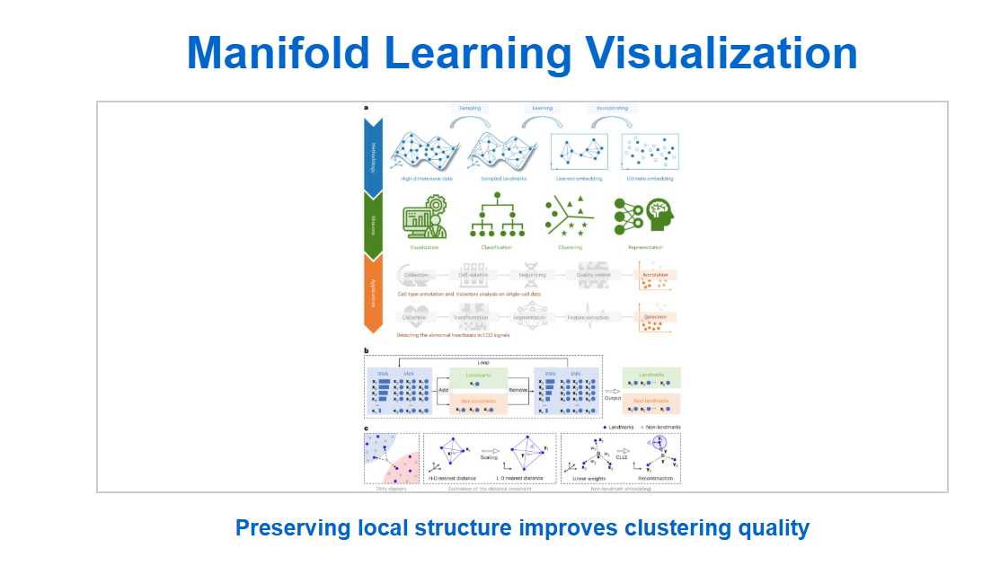 Manifold Learning Visualization
a
Sampling Learning Incorporating
Methodology
High-dimensional data Sampled landmarks Learned embedding Ultimate embedding
Missions
Visualization Classification Clustering Representation
Applications
Collection Cell isolation Sequencing Quality control Annotation
Cell type annotation and trajectory analysis on single-cell data
Collection Transformation Segmentation Feature extraction Detection
Detecting the abnormal heartbeats in ECG signals
b
Loop
RNN kNN Landmarks RNN kNN Landmarks
Add Remove Output
Non-landmarks Non-landmarks
c
Landmarks Non-landmarks
Scaling CLLE
H-D nearest distance L-D nearest distance Linear weights Reconstruction
Dirty clusters Estimation of the distance constraint Non-landmark embedding
Preserving local structure improves clustering quality